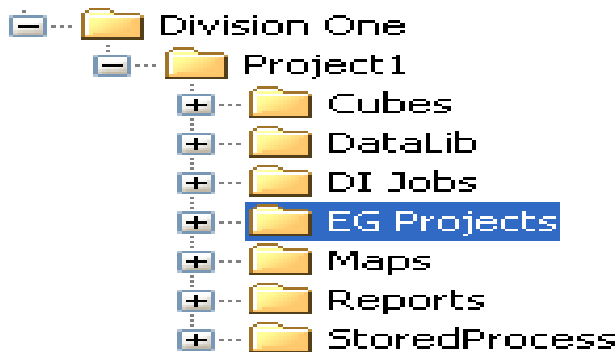 Division One
Project1
Cubes
DataLib
DI Jobs
EG Projects
Maps
Reports
StoredProcess